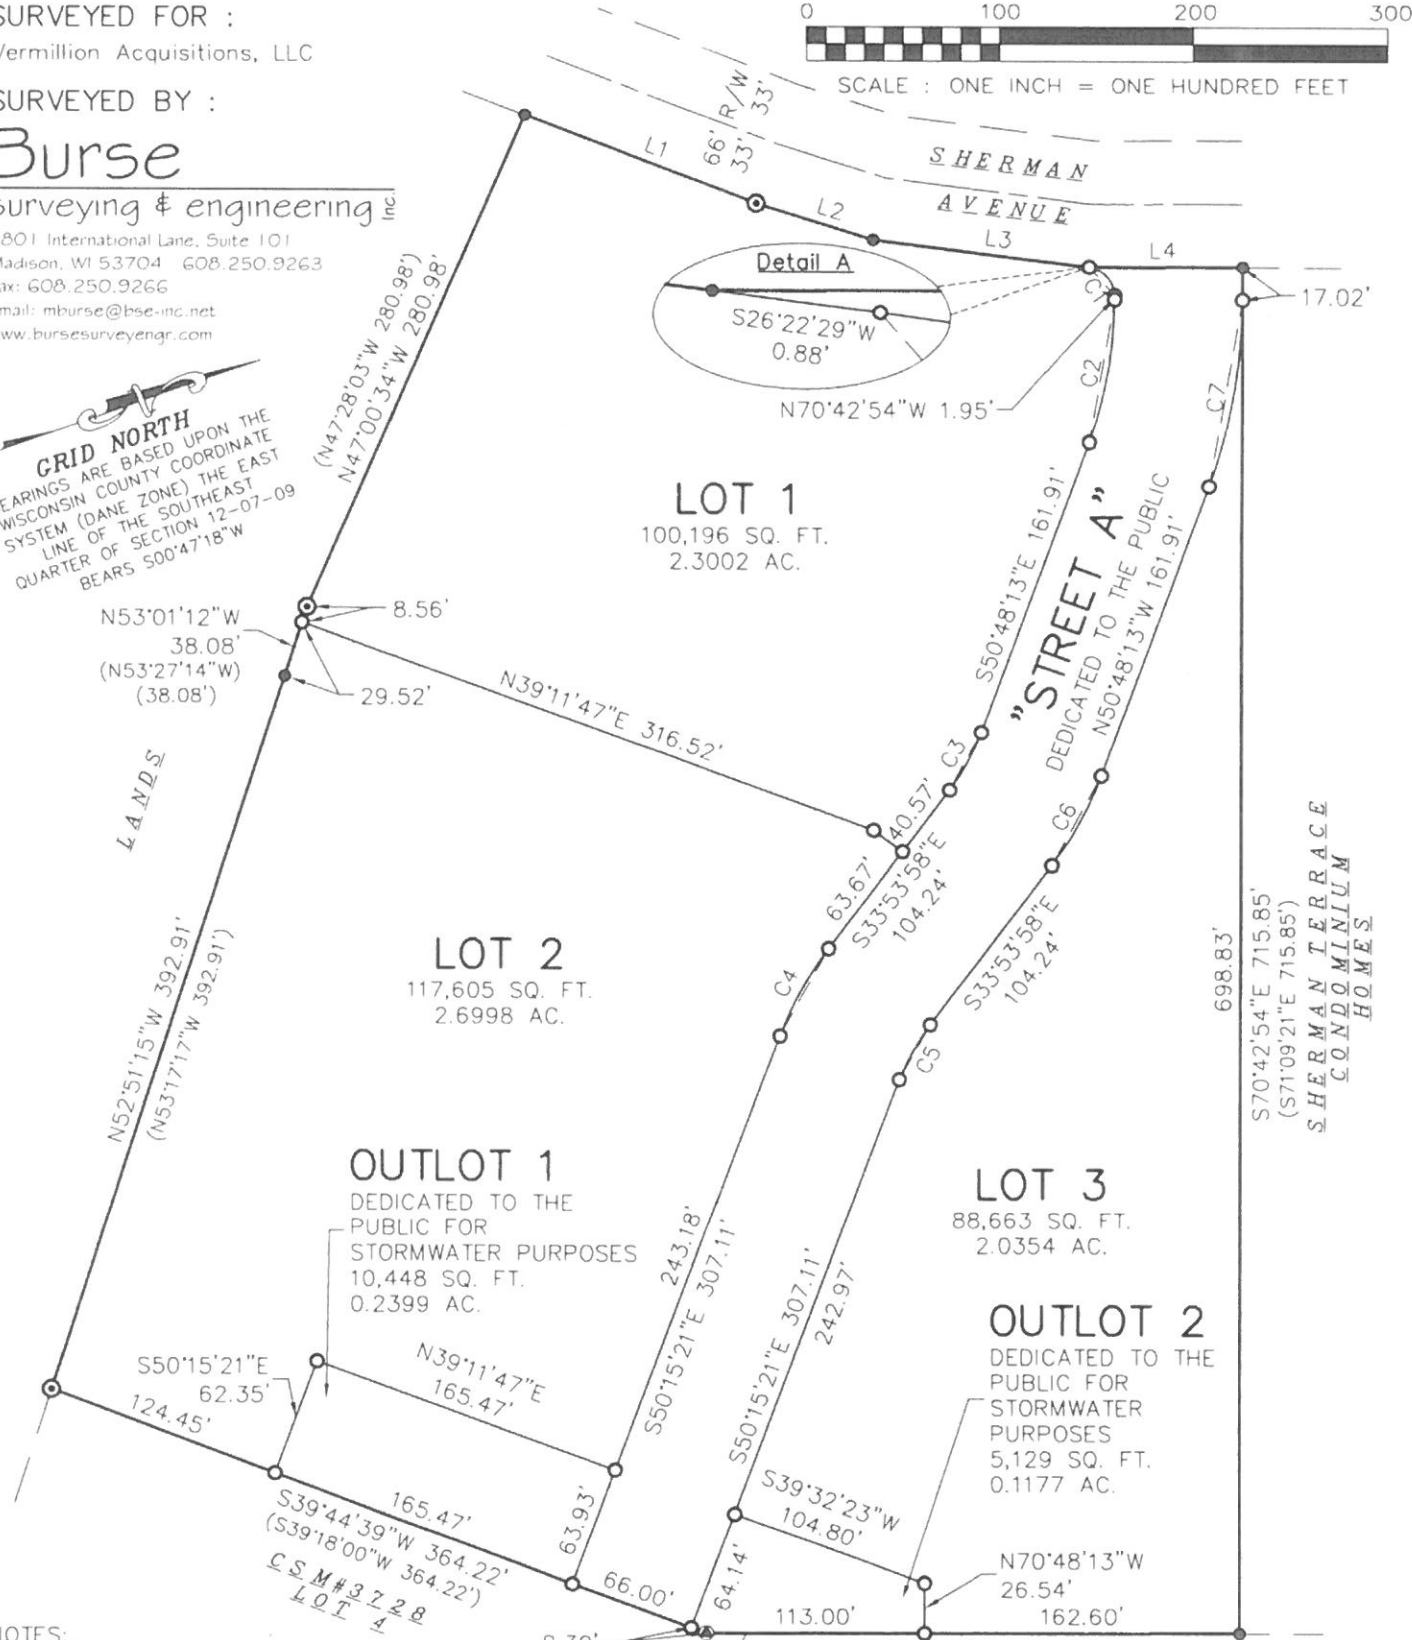 SURVEYED FOR :
Vermillion Acquisitions, LLC
SURVEYED BY :
Burse
surveying & engineering Inc.
801 International Lane, Suite 101
Madison, WI 53704 608.250.9263
ax: 608.250.9266
mail: mburse@bse-inc.net
ww.bursesurveyengr.com
0 100 200 300
SCALE : ONE INCH = ONE HUNDRED FEET
N
GRID NORTH
EARINGS ARE BASED UPON THE
WISCONSIN COUNTY COORDINATE
SYSTEM (DANE ZONE) THE EAST
LINE OF THE SOUTHEAST
QUARTER OF SECTION 12-07-09
BEARS S00°47'18"W
66' R/W
33' 33'
SHERMAN
AVENUE
L1
L2
L3
L4
17.02'
Detail A
S26°22'29"W
0.88'
C1
C2
C7
N70°42'54"W 1.95'
(N47°28'03"W 280.98')
N47°00'34"W 280.98'
LOT 1
100,196 SQ. FT.
2.3002 AC.
S50°48'13"E 161.91'
"STREET A"
DEDICATED TO THE PUBLIC
N50°48'13"W 161.91'
N53°01'12"W
38.08'
(N53°27'14"W)
(38.08')
8.56'
29.52'
N39°11'47"E 316.52'
LANDS
C3
40.57'
63.67'
S33°53'58"E
104.24'
C6
S33°53'58"E
104.24'
C4
C5
LOT 2
117,605 SQ. FT.
2.6998 AC.
N52°51'15"W 392.91'
(N53°17'17"W 392.91')
698.83'
S70°42'54"E 715.85'
(S71°09'21"E 715.85')
SHERMAN TERRACE
CONDOMINIUM
HOMES
OUTLOT 1
DEDICATED TO THE
PUBLIC FOR
STORMWATER PURPOSES
10,448 SQ. FT.
0.2399 AC.
243.18'
S50°15'21"E 307.11'
S50°15'21"E 307.11'
242.97'
LOT 3
88,663 SQ. FT.
2.0354 AC.
OUTLOT 2
DEDICATED TO THE
PUBLIC FOR
STORMWATER
PURPOSES
5,129 SQ. FT.
0.1177 AC.
S50°15'21"E
62.35'
N39°11'47"E
165.47'
124.45'
165.47'
S39°44'39"W 364.22'
(S39°18'00"W 364.22')
CSM#3728
LOT 4
63.93'
66.00'
64.14'
S39°32'23"W
104.80'
N70°48'13"W
26.54'
113.00'
162.60'
NOTES: